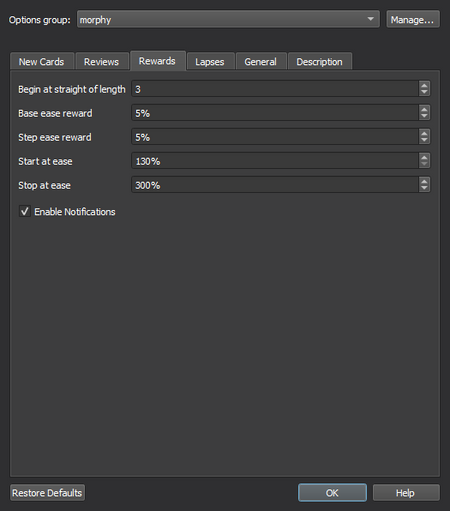 Options group: morphy Manage...
New Cards Reviews Rewards Lapses General Description
Begin at straight of length 3
Base ease reward 5%
Step ease reward 5%
Start at ease 130%
Stop at ease 300%
Enable Notifications
Restore Defaults OK Help